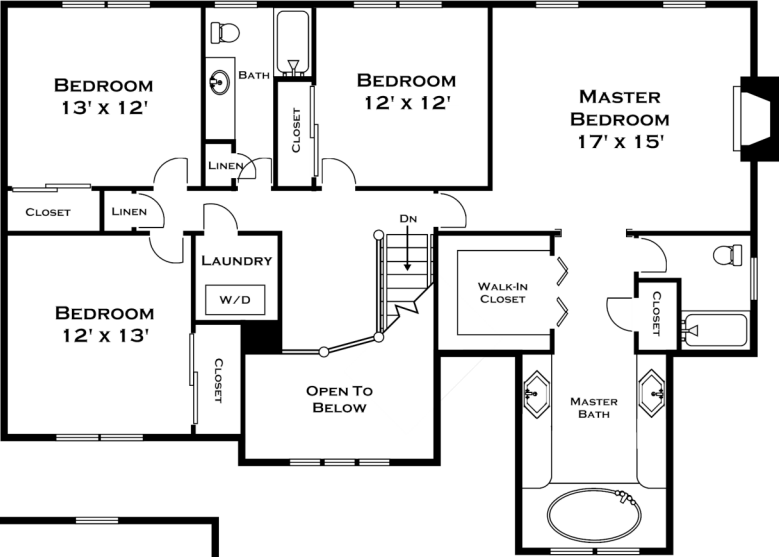 Bedroom
13' x 12'
Bath
Bedroom
12' x 12'
Master
Bedroom
17' x 15'
Closet
Linen
Closet
Linen
Dn
Laundry
W/D
Walk-In
Closet
Closet
Bedroom
12' x 13'
Closet
Open To
Below
Master
Bath